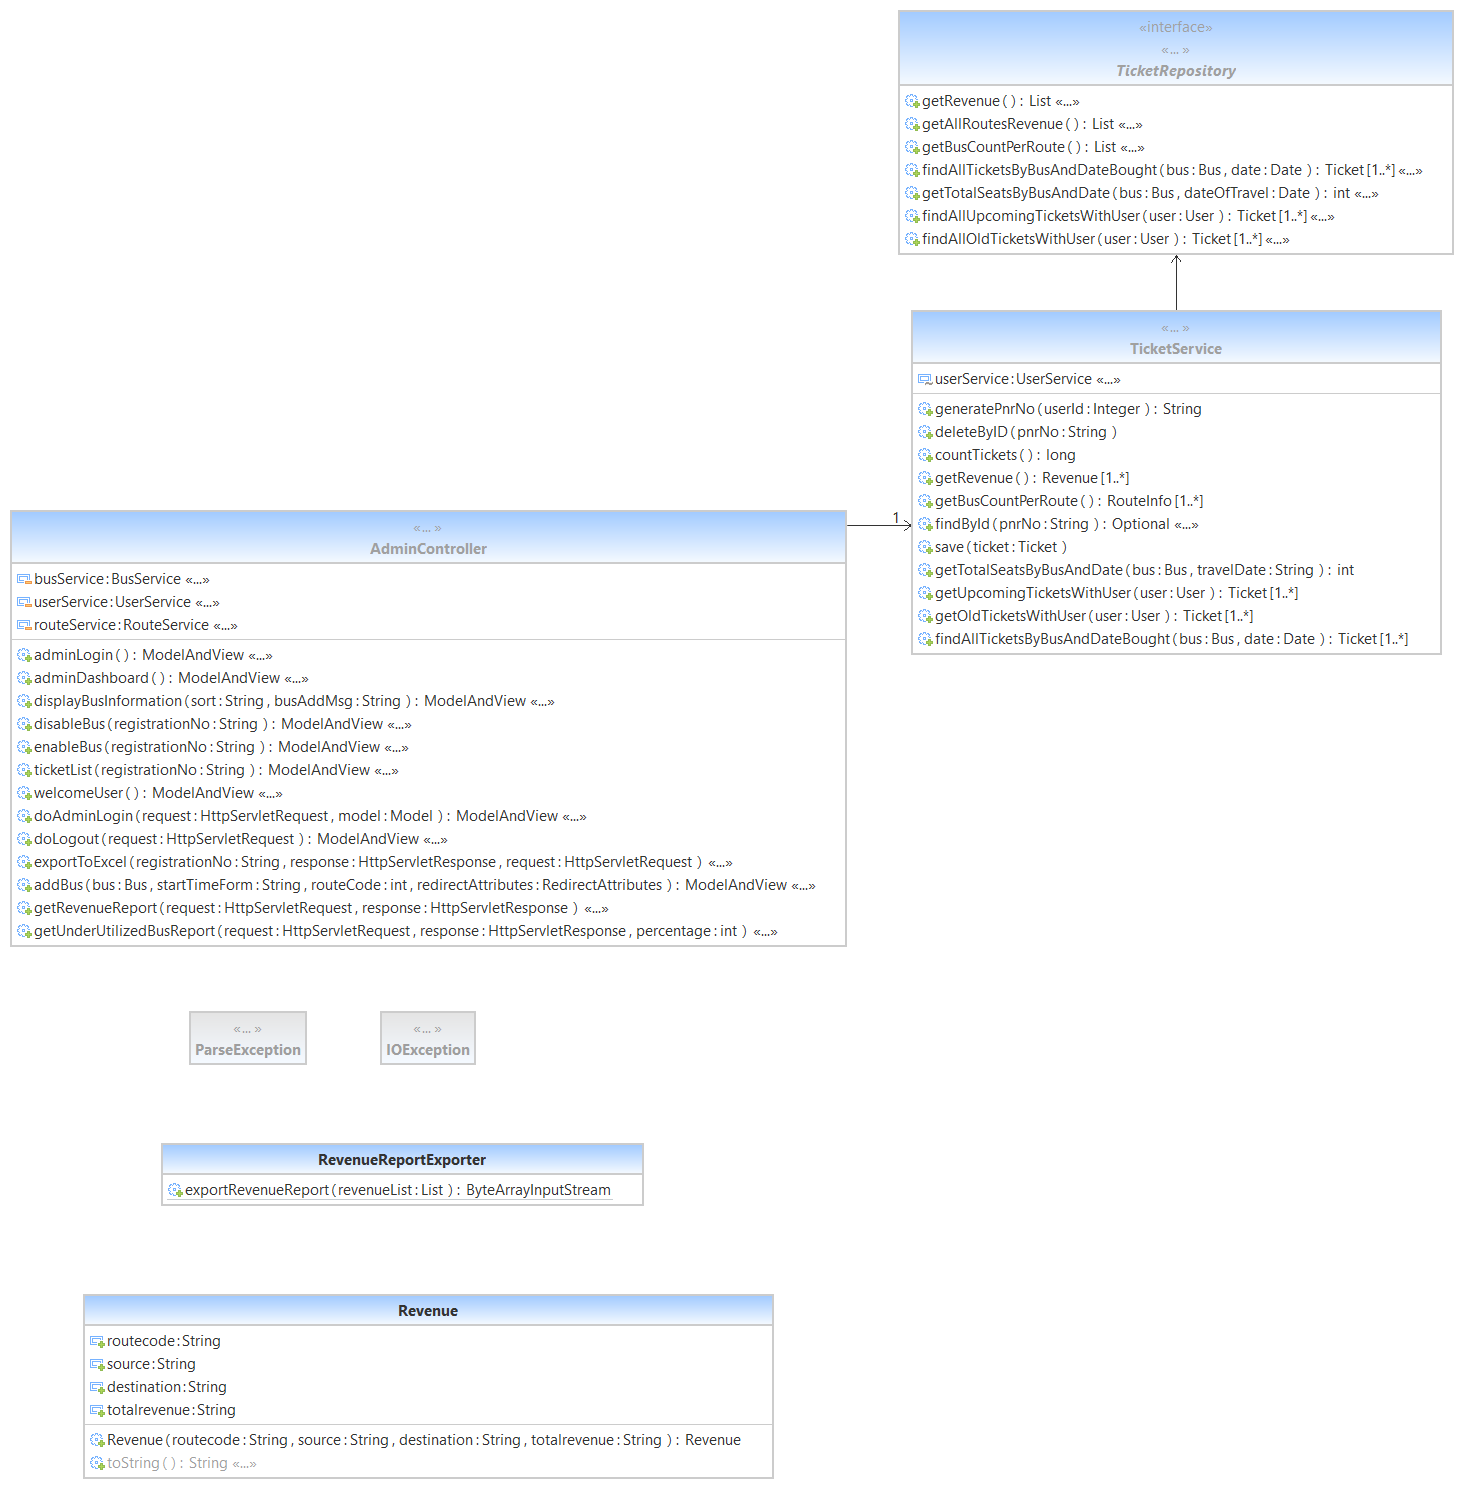 «interface»
«... »
TicketRepository
getRevenue ( ) : List «...»
getAllRoutesRevenue ( ) : List «...»
getBusCountPerRoute ( ) : List «...»
findAllTicketsByBusAndDateBought ( bus : Bus , date : Date ) : Ticket [1..*] «...»
getTotalSeatsByBusAndDate ( bus : Bus , dateOfTravel : Date ) : int «...»
findAllUpcomingTicketsWithUser ( user : User ) : Ticket [1..*] «...»
findAllOldTicketsWithUser ( user : User ) : Ticket [1..*] «...»
«... »
TicketService
userService : UserService «...»
generatePnrNo ( userId : Integer ) : String
deleteByID ( pnrNo : String )
countTickets ( ) : long
getRevenue ( ) : Revenue [1..*]
getBusCountPerRoute ( ) : RouteInfo [1..*]
findById ( pnrNo : String ) : Optional «...»
save ( ticket : Ticket )
getTotalSeatsByBusAndDate ( bus : Bus , travelDate : String ) : int
getUpcomingTicketsWithUser ( user : User ) : Ticket [1..*]
getOldTicketsWithUser ( user : User ) : Ticket [1..*]
findAllTicketsByBusAndDateBought ( bus : Bus , date : Date ) : Ticket [1..*]
1
«... »
AdminController
busService : BusService «...»
userService : UserService «...»
routeService : RouteService «...»
adminLogin ( ) : ModelAndView «...»
adminDashboard ( ) : ModelAndView «...»
displayBusInformation ( sort : String , busAddMsg : String ) : ModelAndView «...»
disableBus ( registrationNo : String ) : ModelAndView «...»
enableBus ( registrationNo : String ) : ModelAndView «...»
ticketList ( registrationNo : String ) : ModelAndView «...»
welcomeUser ( ) : ModelAndView «...»
doAdminLogin ( request : HttpServletRequest , model : Model ) : ModelAndView «...»
doLogout ( request : HttpServletRequest ) : ModelAndView «...»
exportToExcel ( registrationNo : String , response : HttpServletResponse , request : HttpServletRequest ) «...»
addBus ( bus : Bus , startTimeForm : String , routeCode : int , redirectAttributes : RedirectAttributes ) : ModelAndView «...»
getRevenueReport ( request : HttpServletRequest , response : HttpServletResponse ) «...»
getUnderUtilizedBusReport ( request : HttpServletRequest , response : HttpServletResponse , percentage : int ) «...»
«... »
ParseException
«... »
IOException
RevenueReportExporter
exportRevenueReport ( revenueList : List ) : ByteArrayInputStream
Revenue
routecode : String
source : String
destination : String
totalrevenue : String
Revenue ( routecode : String , source : String , destination : String , totalrevenue : String ) : Revenue
toString ( ) : String «...»